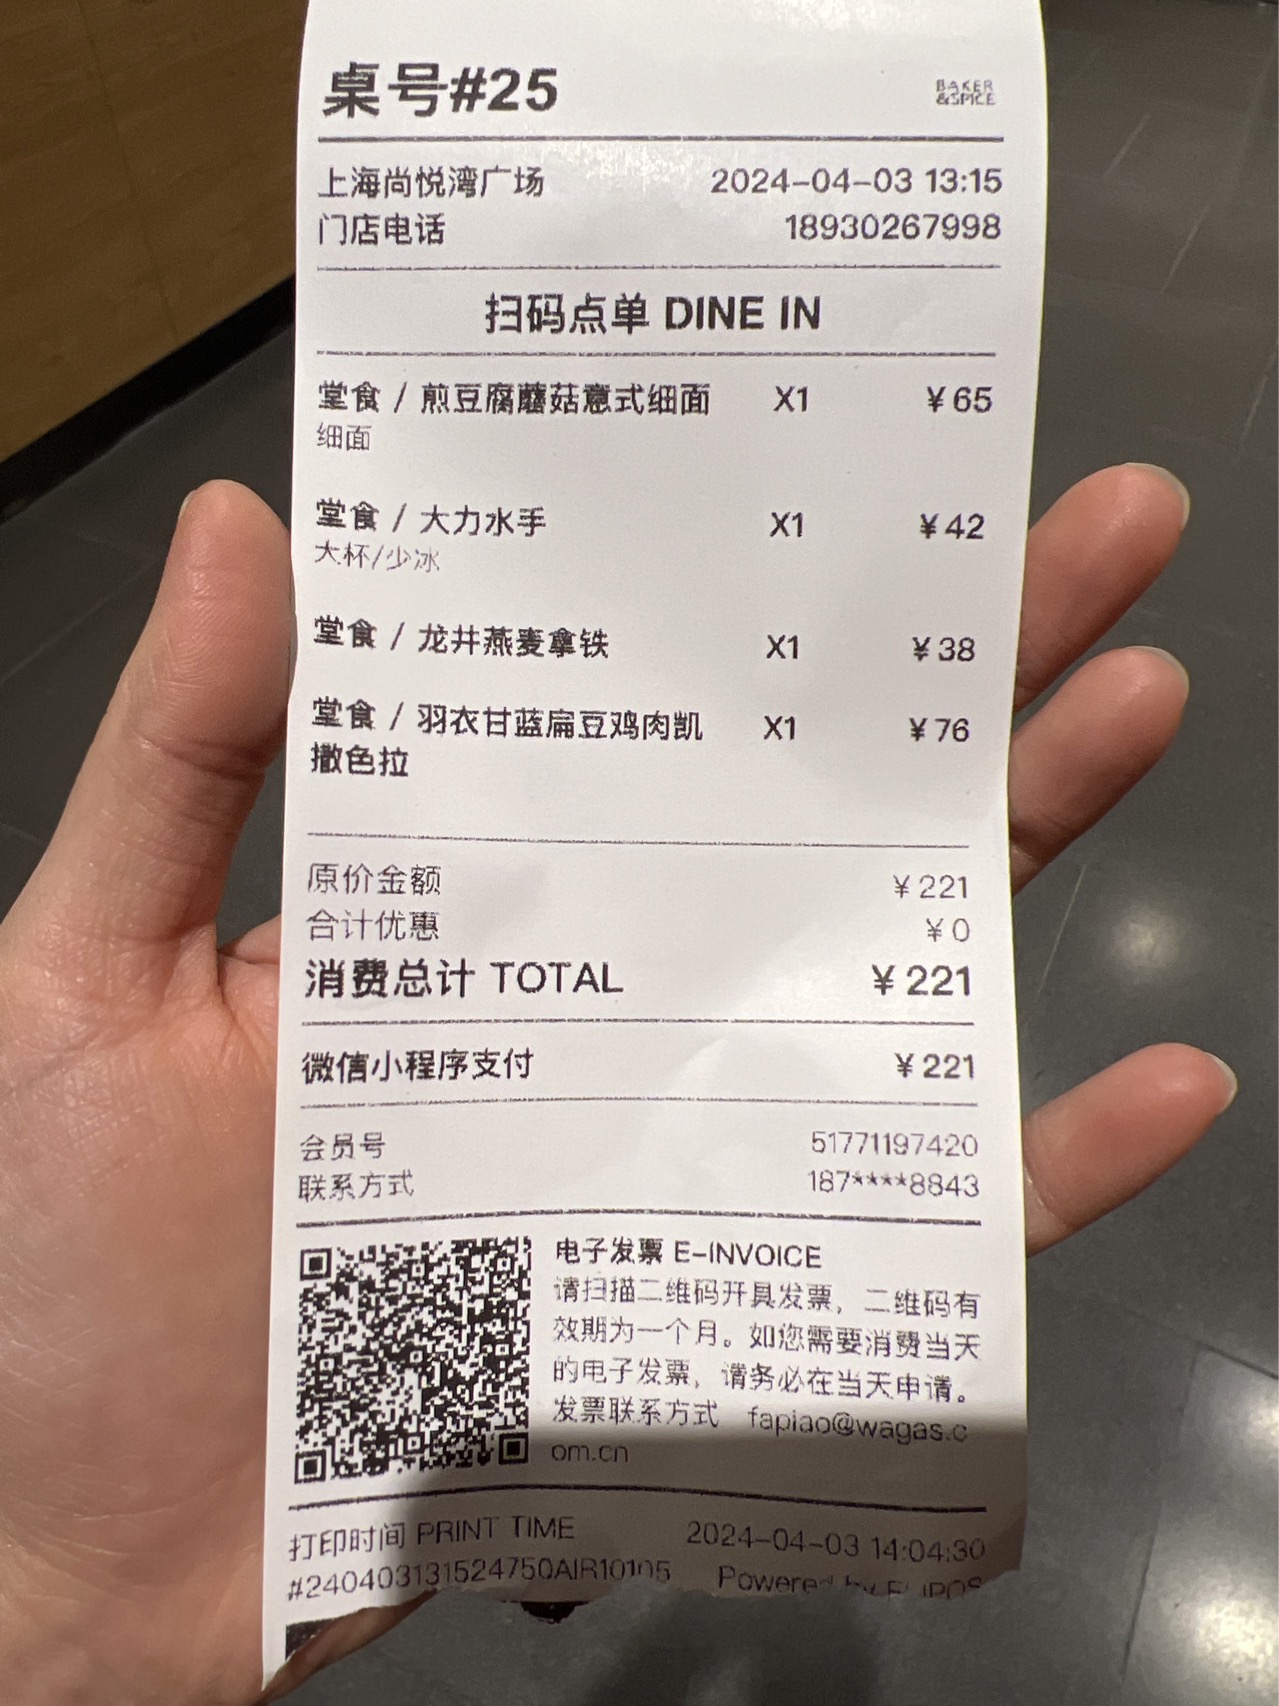 桌号#25
BAKER
&SPICE
上海尚悦湾广场 2024-04-03 13:15
门店电话 18930267998
扫码点单 DINE IN
堂食 / 煎豆腐蘑菇意式细面 X1 ¥65
细面
堂食 / 大力水手 X1 ¥42
大杯/少冰
堂食 / 龙井燕麦拿铁 X1 ¥38
堂食 / 羽衣甘蓝扁豆鸡肉凯 X1 ¥76
撒色拉
原价金额 ¥221
合计优惠 ¥0
消费总计 TOTAL ¥221
微信小程序支付 ¥221
会员号 51771197420
联系方式 187****8843
电子发票 E-INVOICE
请扫描二维码开具发票，二维码有
效期为一个月。如您需要消费当天
的电子发票，请务必在当天申请。
发票联系方式 fapiao@wagas.c
om.cn
打印时间 PRINT TIME 2024-04-03 14:04:30
#240403131524750AIR10105 Powered by